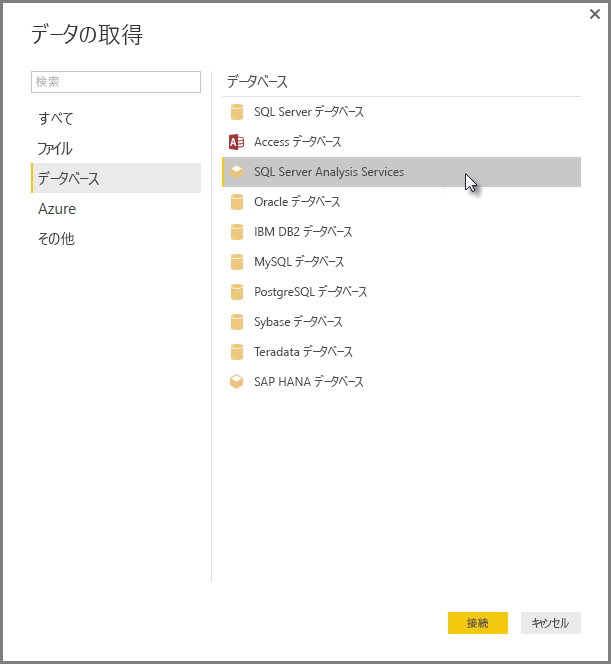 データの取得
検索
すべて
ファイル
データベース
Azure
その他
データベース
SQL Server データベース
Access データベース
SQL Server Analysis Services
Oracle データベース
IBM DB2 データベース
MySQL データベース
PostgreSQL データベース
Sybase データベース
Teradata データベース
SAP HANA データベース
接続
キャンセル